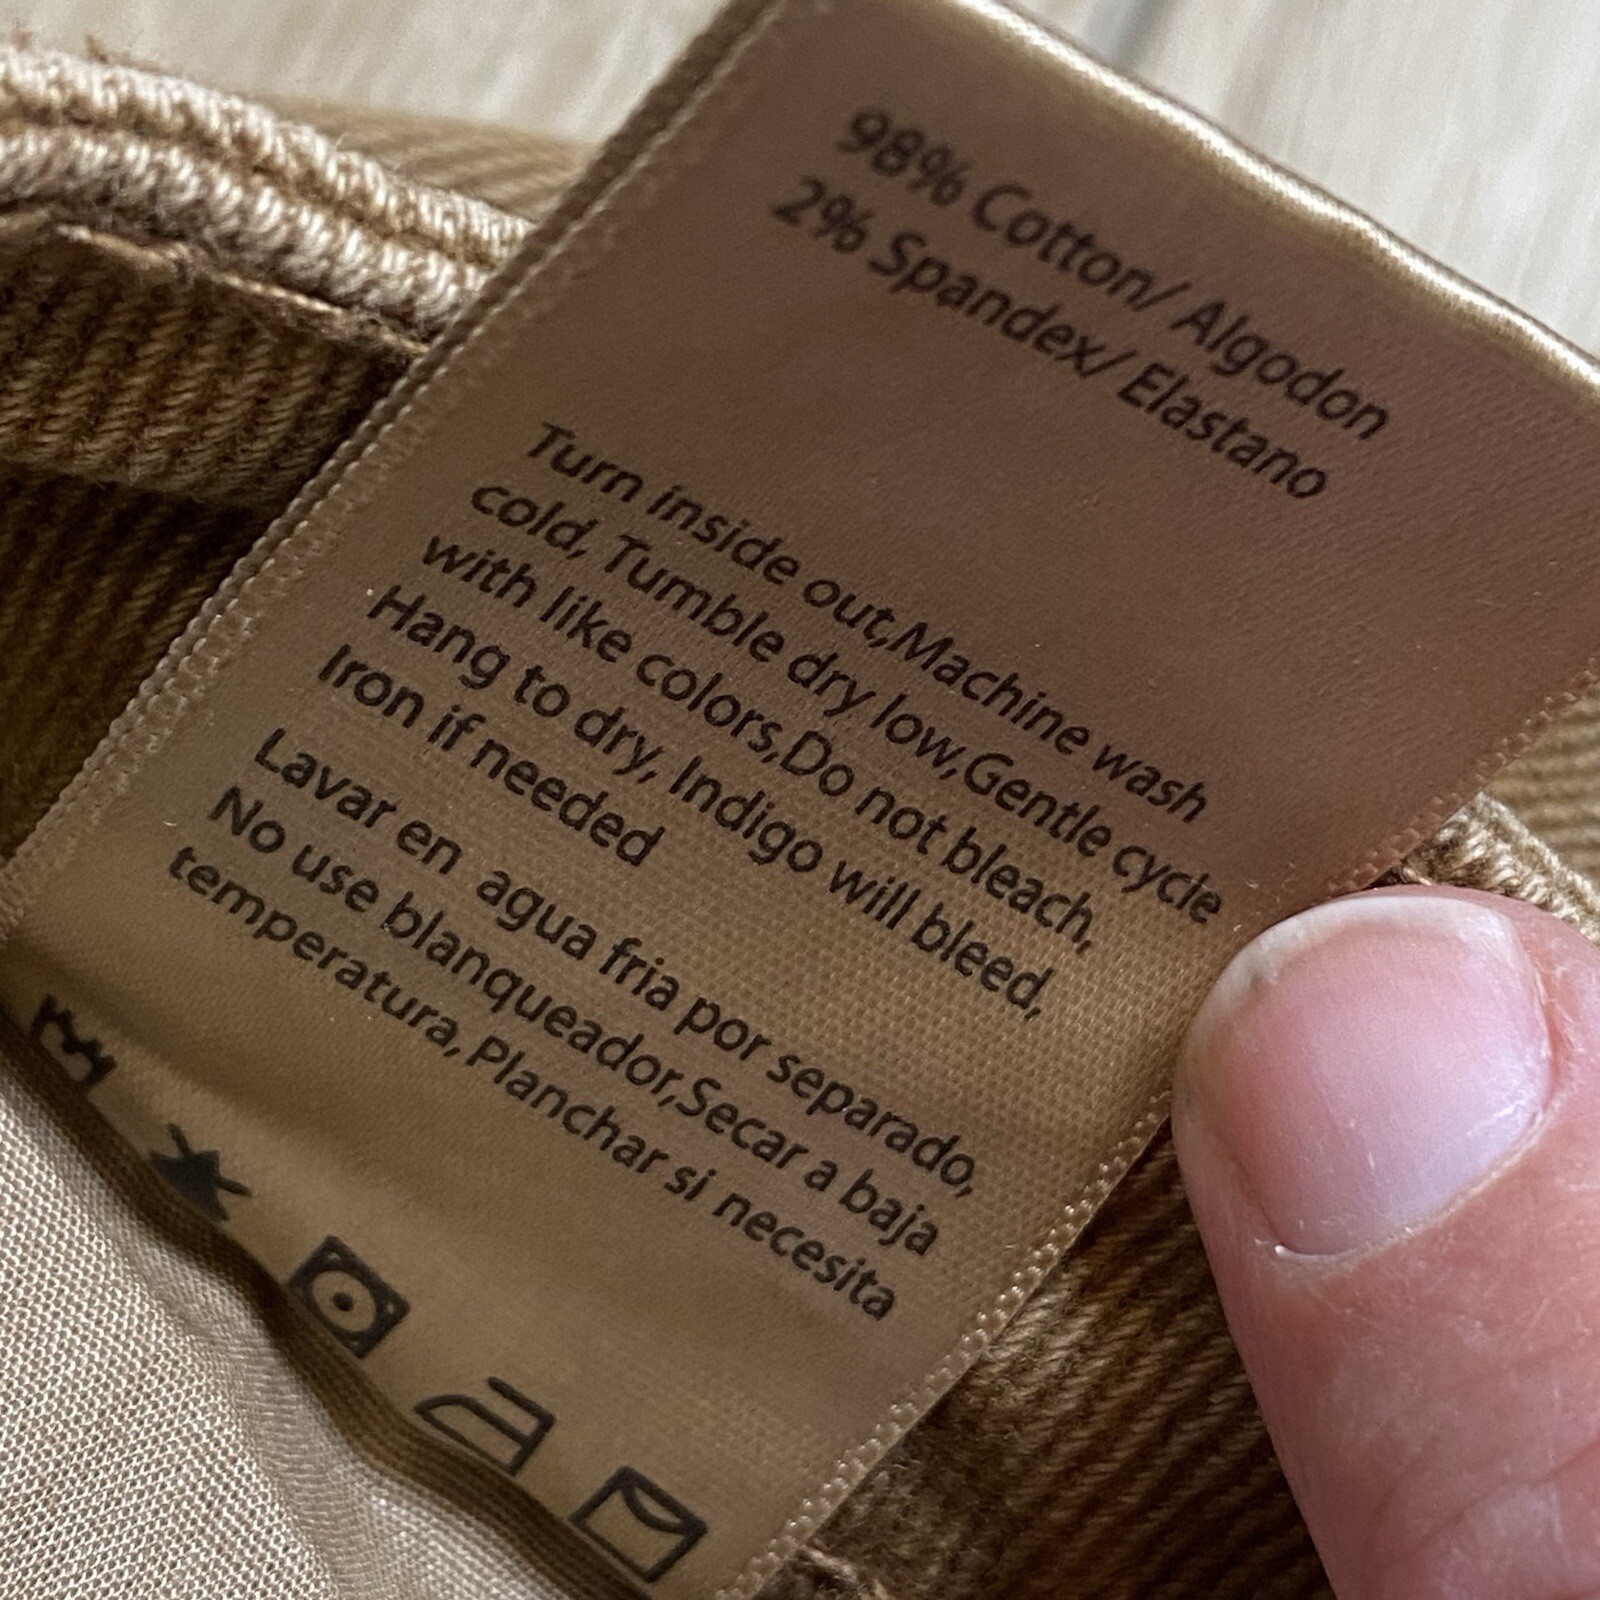 98% Cotton/ Algodon
2% Spandex/ Elastano
Turn inside out,Machine wash
cold, Tumble dry low,Gentle cycle
with like colors,Do not bleach,
Hang to dry, Indigo will bleed,
Iron if needed
Lavar en agua fria por separado,
No use blanqueador,Secar a baja
temperatura, Planchar si necesita